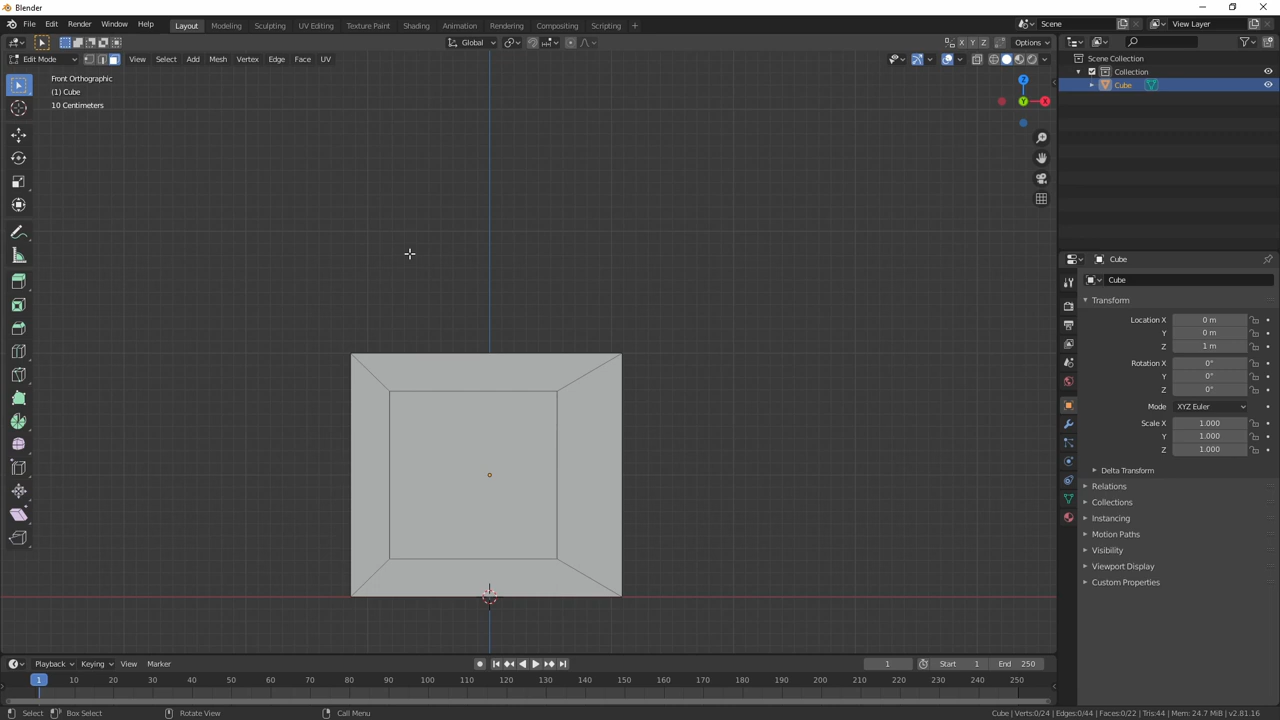 Blender
File Edit Render Window Help Layout Modeling Sculpting UV Editing Texture Paint Shading Animation Rendering Compositing Scripting + Scene View Layer
Global X Y Z Options
Edit Mode View Select Add Mesh Vertex Edge Face UV
Front Orthographic
(1) Cube
10 Centimeters
Z
Y
X
Scene Collection
Collection
Cube
Cube
Cube
Transform
Location X 0 m
Y 0 m
Z 1 m
Rotation X 0°
Y 0°
Z 0°
Mode XYZ Euler
Scale X 1.000
Y 1.000
Z 1.000
Delta Transform
Relations
Collections
Instancing
Motion Paths
Visibility
Viewport Display
Custom Properties
Playback Keying View Marker 1 Start 1 End 250
1 10 20 30 40 50 60 70 80 90 100 110 120 130 140 150 160 170 180 190 200 210 220 230 240 250
Select Box Select Rotate View Call Menu Cube | Verts:0/24 | Edges:0/44 | Faces:0/22 | Tris:44 | Mem: 24.7 MiB | v2.81.16